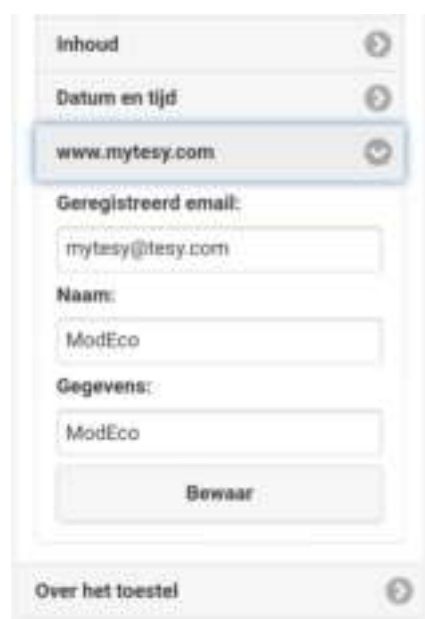 Inhoud
Datum en tijd
www.mytesy.com
Geregistreerd email:
mytesy@tesy.com
Naam:
ModEco
Gegevens:
ModEco
Bewaar
Over het toestel